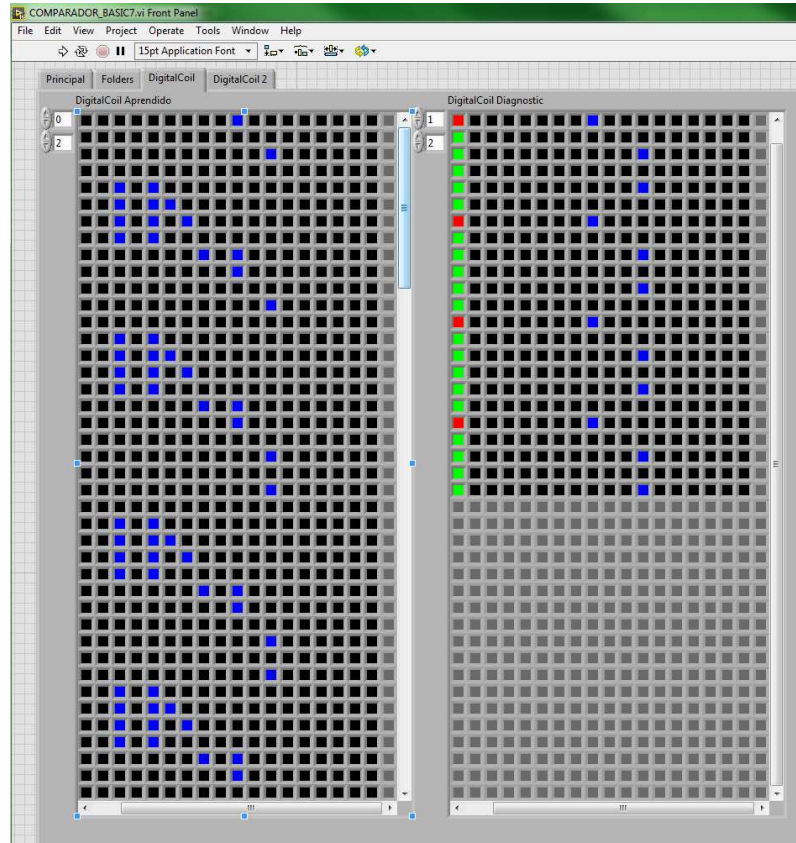 COMPARADOR_BASIC7.vi Front Panel
File Edit View Project Operate Tools Window Help
15pt Application Font
Principal Folders DigitalCoil DigitalCoil 2
DigitalCoil Aprendido DigitalCoil Diagnostic
0 1
2 2